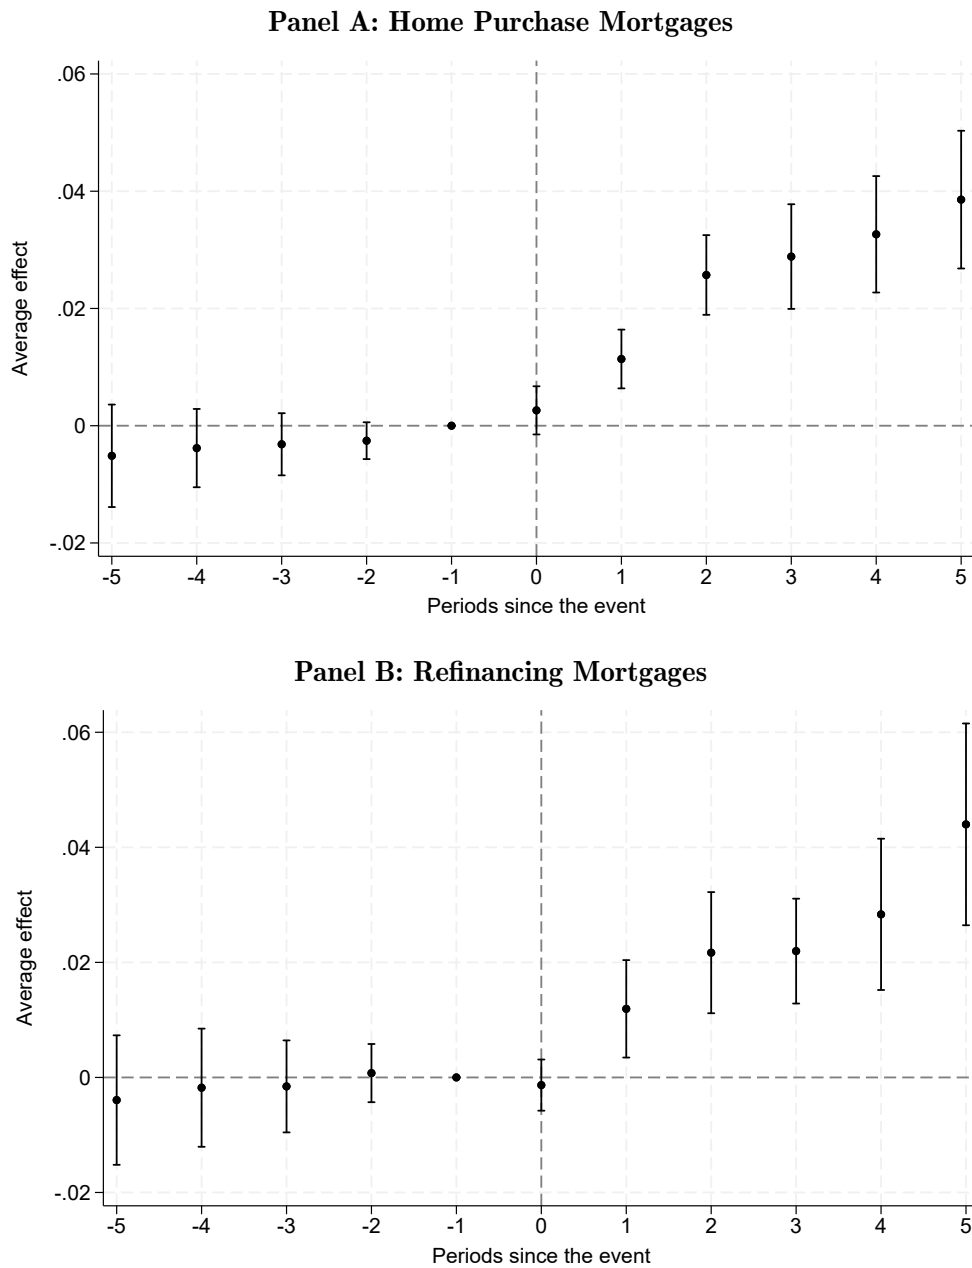 Panel A: Home Purchase Mortgages
.06
.04
.02
0
-.02
Average effect
-5 -4 -3 -2 -1 0 1 2 3 4 5
Periods since the event
Panel B: Refinancing Mortgages
.06
.04
.02
0
-.02
Average effect
-5 -4 -3 -2 -1 0 1 2 3 4 5
Periods since the event